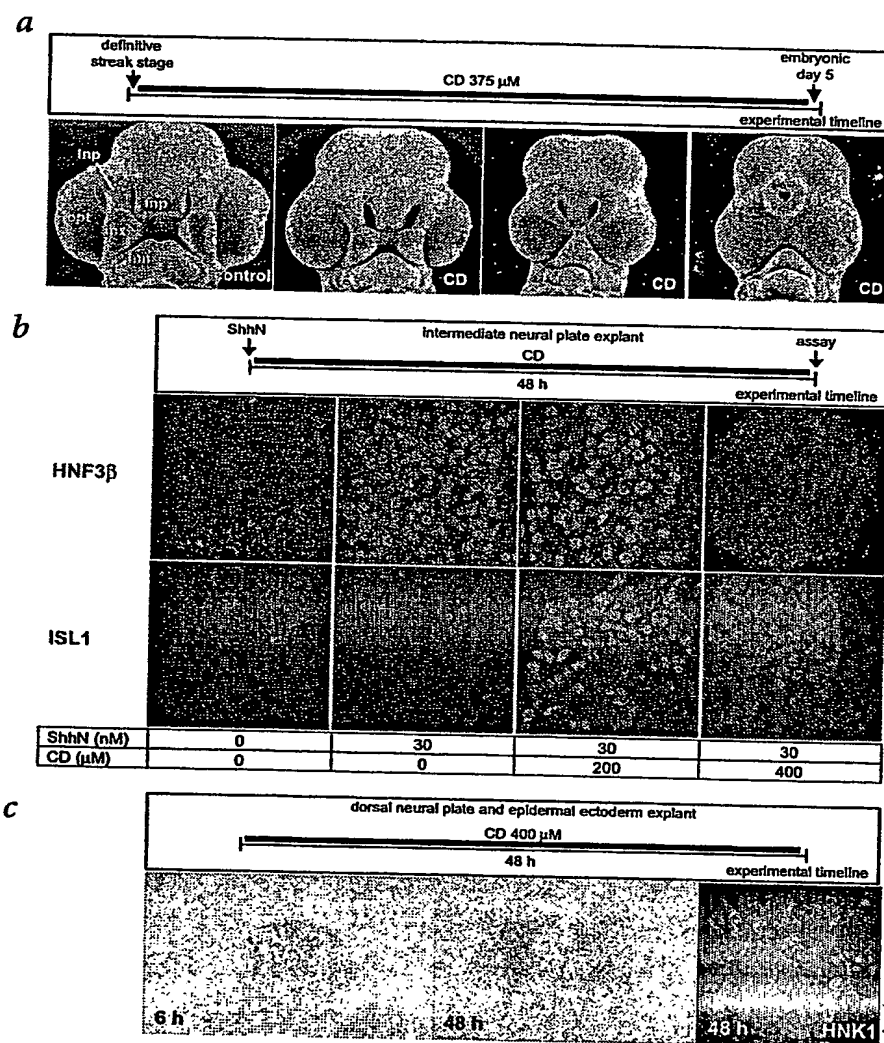 a
definitive
streak stage
embryonic
day 5
CD 375 µM
experimental timeline
lnp
opt
CD
CD
CD
b
ShhN
intermediate neural plate explant
assay
CD
48 h
experimental timeline
HNF3β
ISL1
ShhN (nM) 0 30 30 30
CD (µM) 0 0 200 400
c
dorsal neural plate and epidermal ectoderm explant
CD 400 µM
48 h
experimental timeline
6 h
48h
48 h
HNK1